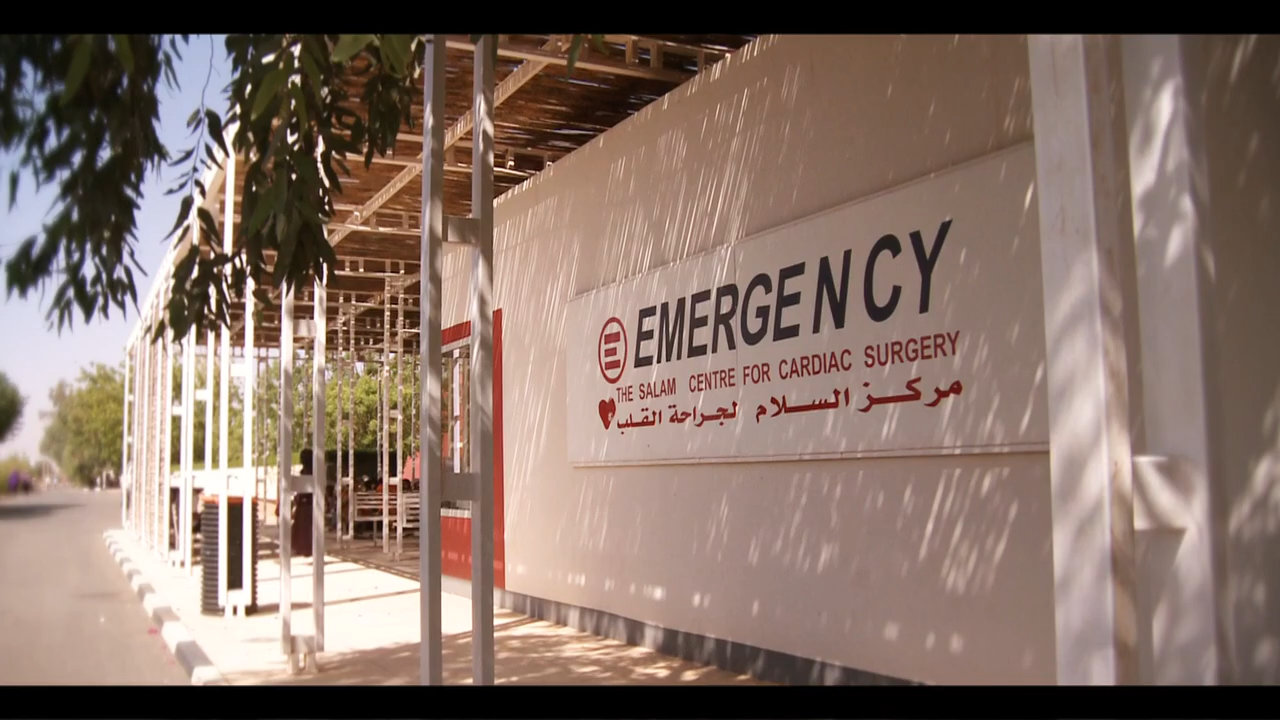 EMERGENCY
THE SALAM CENTRE FOR CARDIAC SURGERY
مركز السلام لجراحة القلب